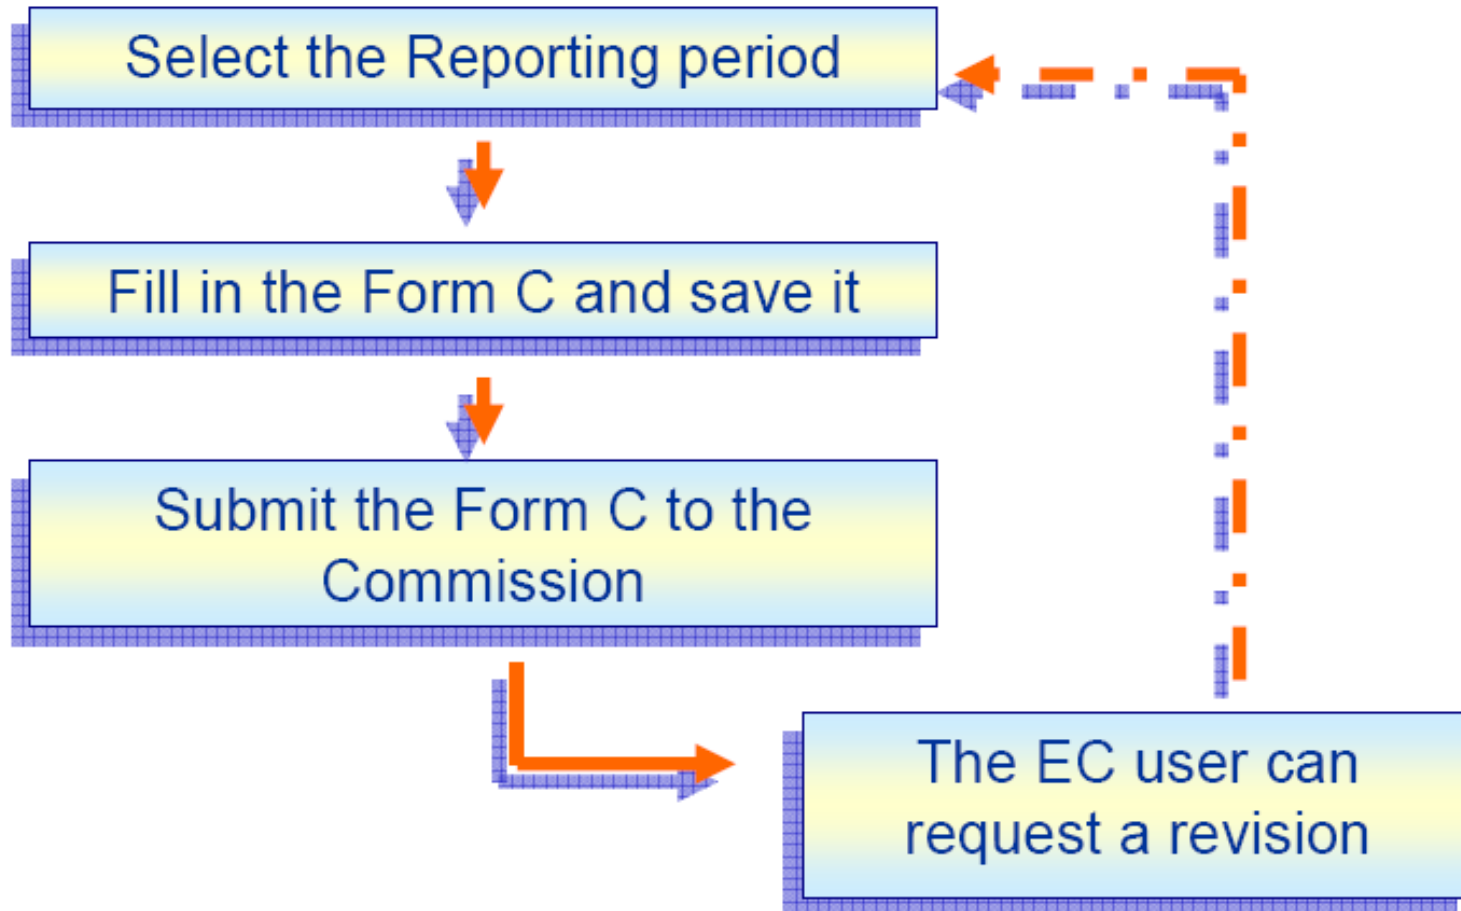 Select the Reporting period
Fill in the Form C and save it
Submit the Form C to the
Commission
The EC user can
request a revision